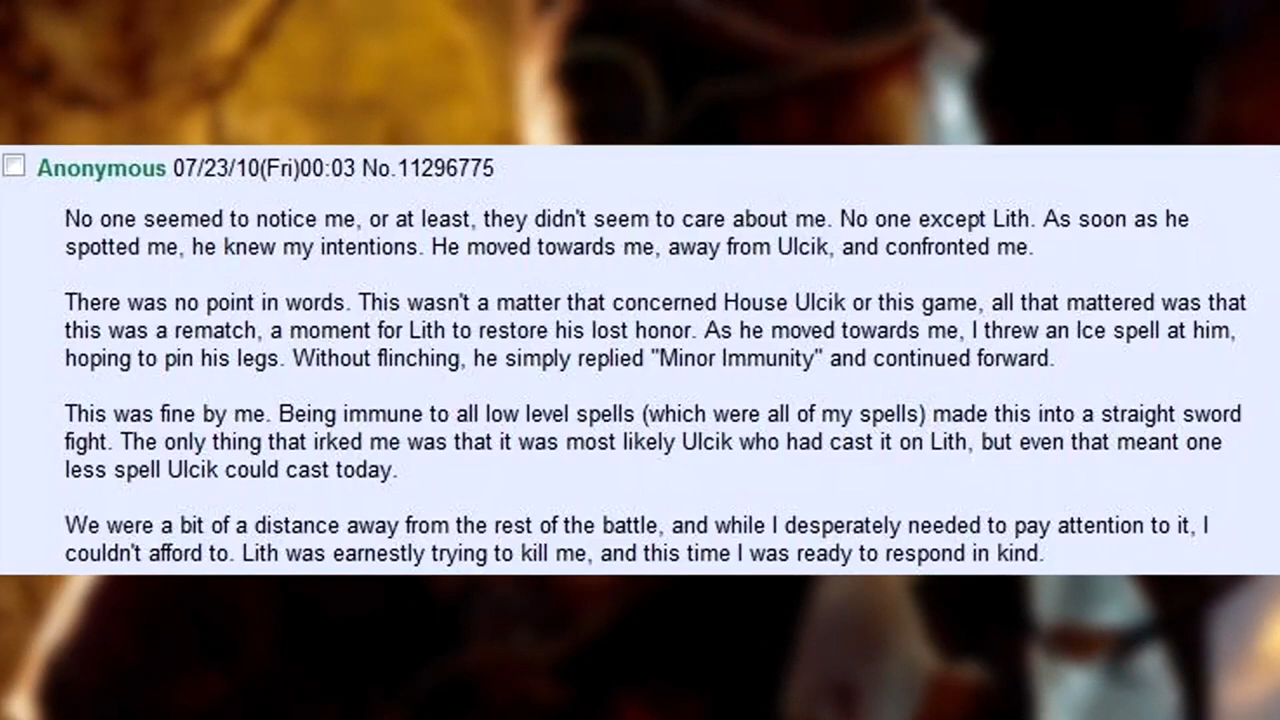 Anonymous 07/23/10(Fri)00:03 No.11296775
No one seemed to notice me, or at least, they didn't seem to care about me. No one except Lith. As soon as he
spotted me, he knew my intentions. He moved towards me, away from Ulcik, and confronted me.
There was no point in words. This wasn't a matter that concerned House Ulcik or this game, all that mattered was that
this was a rematch, a moment for Lith to restore his lost honor. As he moved towards me, I threw an Ice spell at him,
hoping to pin his legs. Without flinching, he simply replied "Minor Immunity" and continued forward.
This was fine by me. Being immune to all low level spells (which were all of my spells) made this into a straight sword
fight. The only thing that irked me was that it was most likely Ulcik who had cast it on Lith, but even that meant one
less spell Ulcik could cast today.
We were a bit of a distance away from the rest of the battle, and while I desperately needed to pay attention to it, I
couldn't afford to. Lith was earnestly trying to kill me, and this time I was ready to respond in kind.